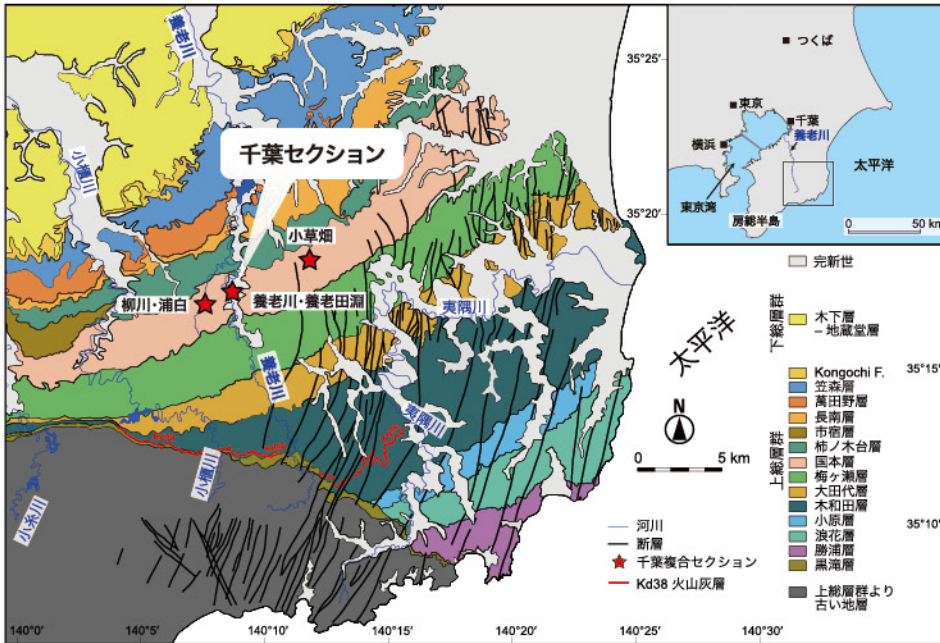 養老川
小櫃川
千葉セクション
小草畑
柳川・浦白
養老川・養老田淵
夷隅川
養老川
夷隅川
小櫃川
小糸川
太平洋
N
0 5 km
河川
断層
千葉複合セクション
Kd38 火山灰層
つくば
東京
千葉
養老川
横浜
太平洋
東京湾
房総半島
0 50 km
35°25′
35°20′
35°15′
35°10′
140°0′
140°5′
140°10′
140°15′
140°20′
140°25′
140°30′
完新世
下総層群
木下層
– 地蔵堂層
上総層群
Kongochi F.
笠森層
萬田野層
長南層
市宿層
柿ノ木台層
国本層
梅ヶ瀬層
大田代層
木和田層
小原層
浪花層
勝浦層
黒滝層
上総層群より
古い地層